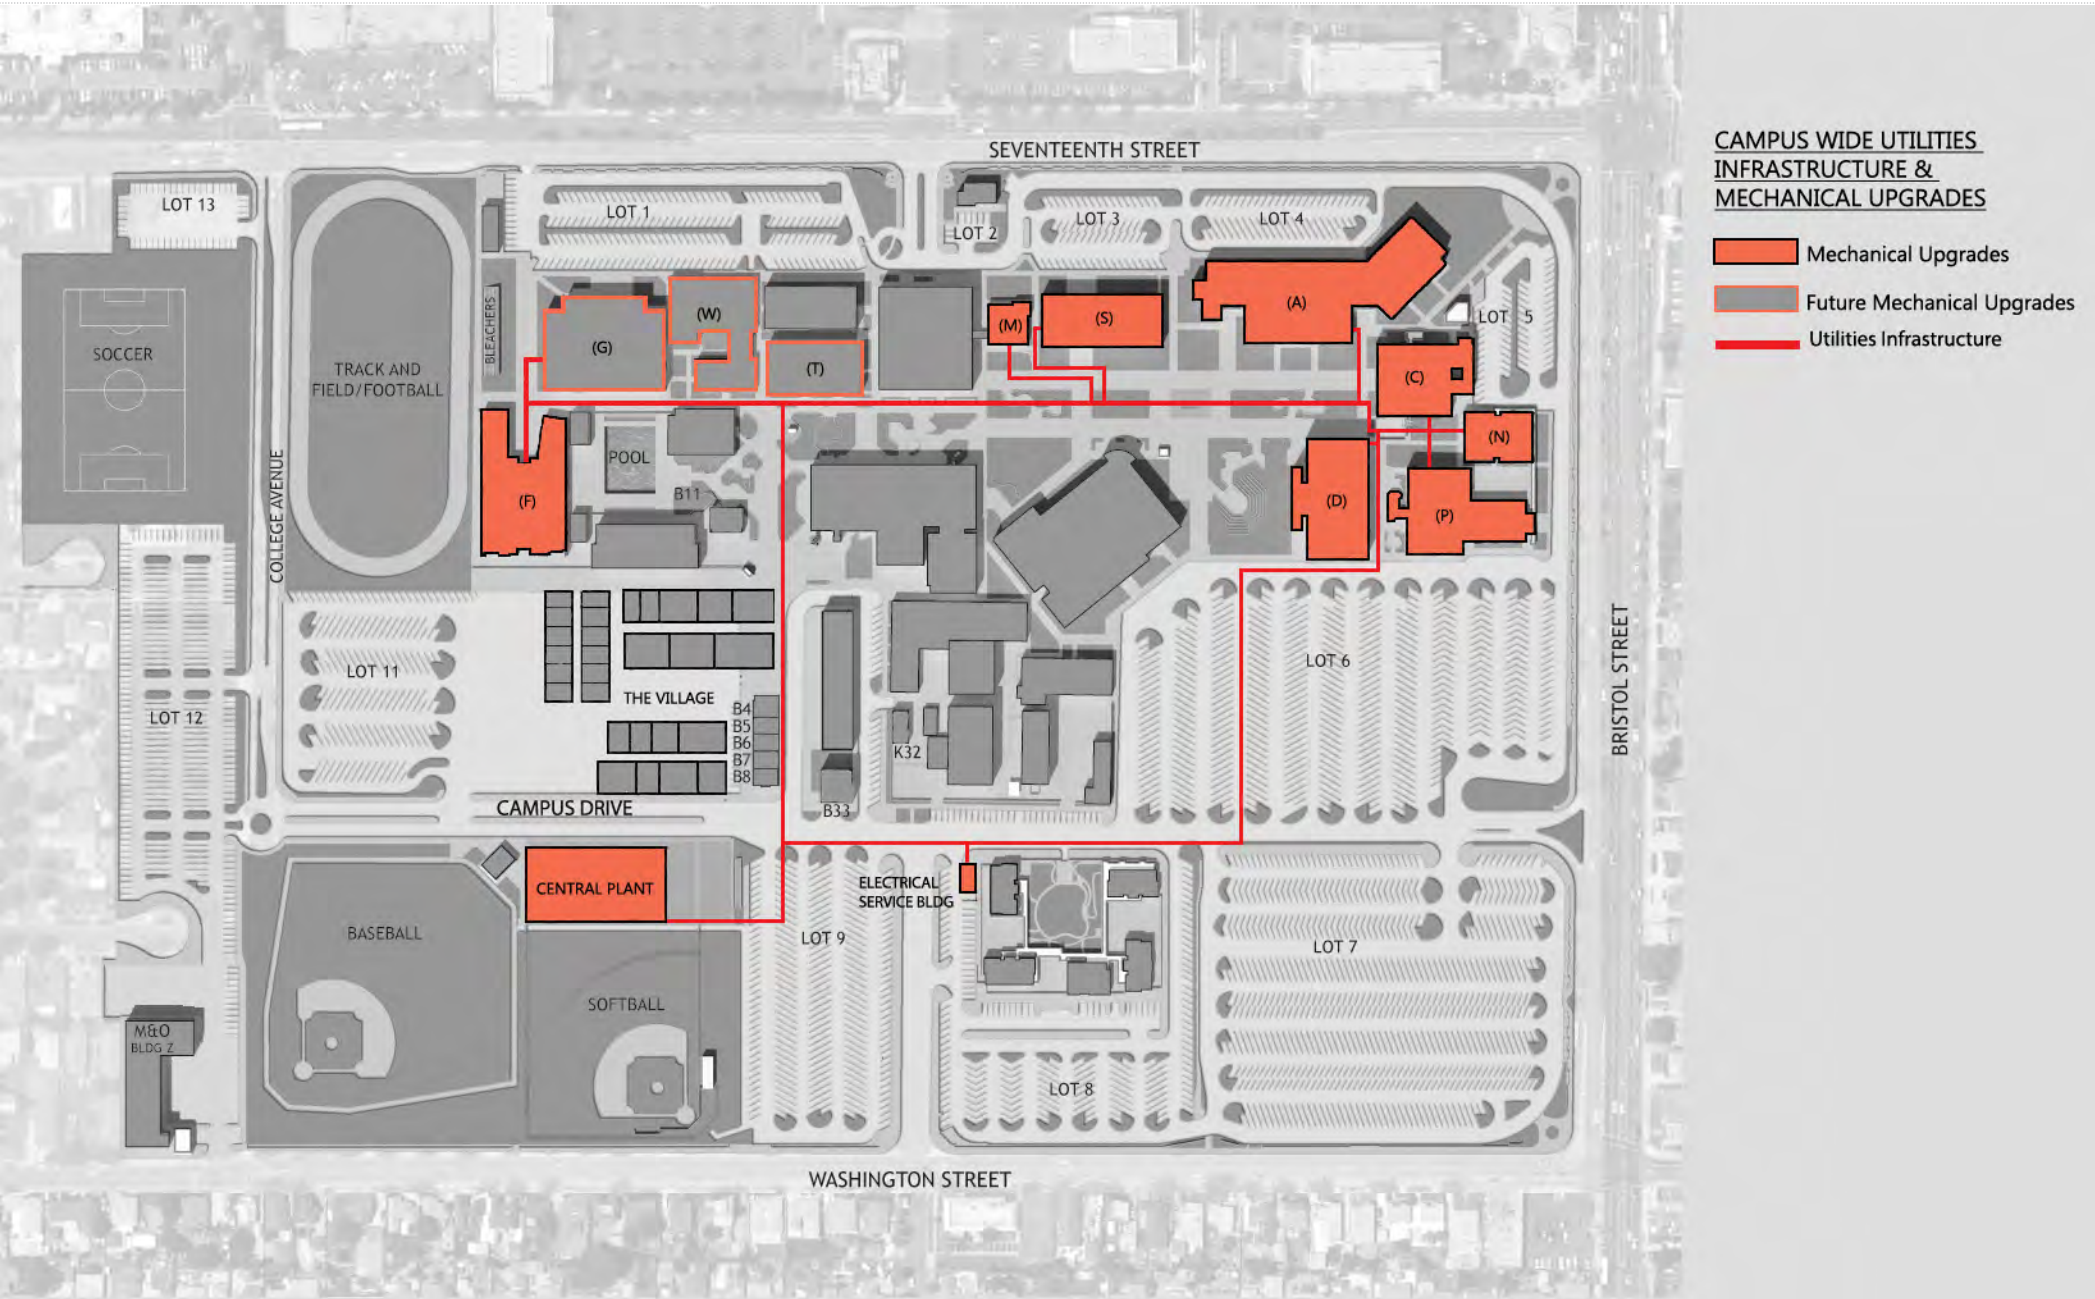 SEVENTEENTH STREET
CAMPUS WIDE UTILITIES
INFRASTRUCTURE &
MECHANICAL UPGRADES
Mechanical Upgrades
Future Mechanical Upgrades
Utilities Infrastructure
LOT 13
LOT 1
LOT 2
LOT 3
LOT 4
LOT 5
SOCCER
TRACK AND
FIELD/FOOTBALL
BLEACHERS
(G)
(W)
(T)
(M)
(S)
(A)
(C)
(N)
(D)
(P)
(F)
POOL
B11
COLLEGE AVENUE
LOT 11
LOT 12
THE VILLAGE
B4
B5
B6
B7
B8
K32
B33
LOT 6
BRISTOL STREET
CAMPUS DRIVE
CENTRAL PLANT
ELECTRICAL
SERVICE BLDG
BASEBALL
SOFTBALL
LOT 9
LOT 7
LOT 8
M&O
BLDG Z
WASHINGTON STREET